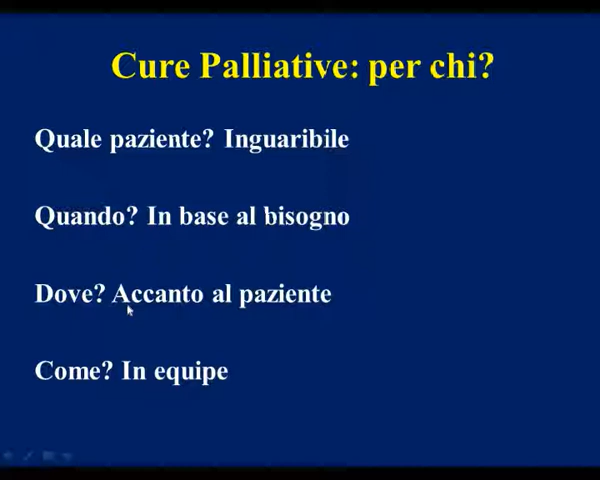 Cure Palliative: per chi?
Quale paziente? Inguaribile
Quando? In base al bisogno
Dove? Accanto al paziente
Come? In equipe